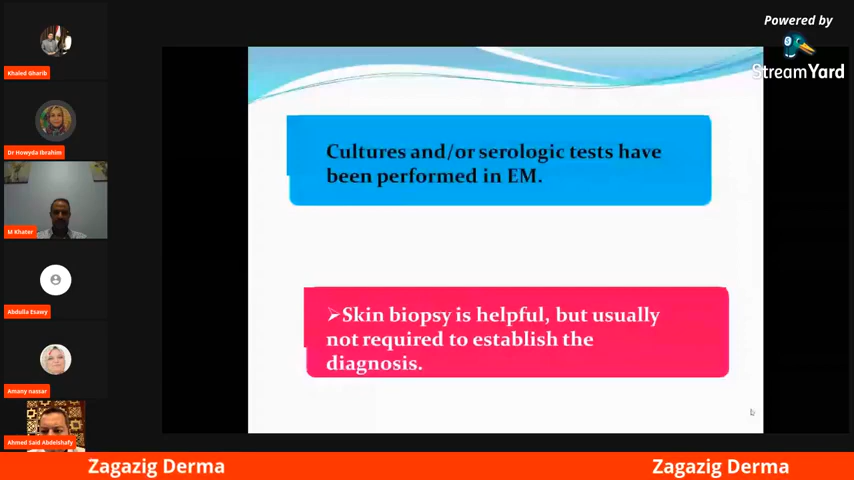 Powered by
StreamYard
Khaled Gharib
Dr Howyda Ibrahim
M Khater
Abdulla Esawy
Amany nassar
Ahmed Said Abdelshafy
Cultures and/or serologic tests have
been performed in EM.
➢Skin biopsy is helpful, but usually
not required to establish the
diagnosis.
Zagazig Derma
Zagazig Derma